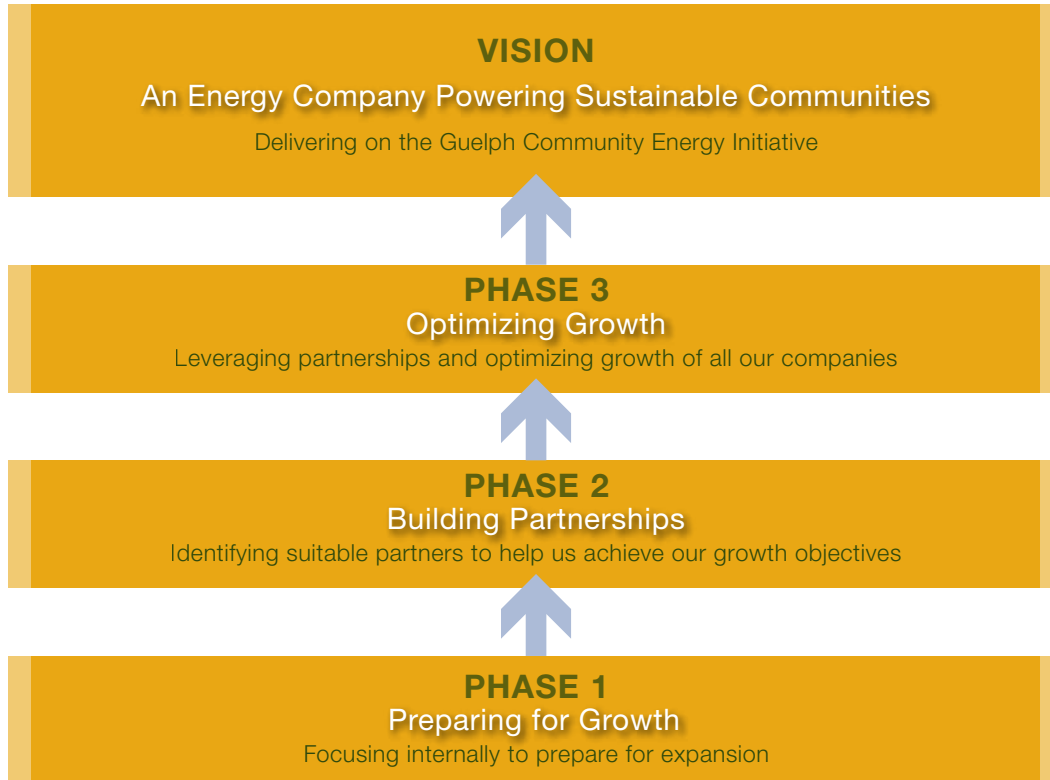 VISION
An Energy Company Powering Sustainable Communities
Delivering on the Guelph Community Energy Initiative
PHASE 3
Optimizing Growth
Leveraging partnerships and optimizing growth of all our companies
PHASE 2
Building Partnerships
Identifying suitable partners to help us achieve our growth objectives
PHASE 1
Preparing for Growth
Focusing internally to prepare for expansion